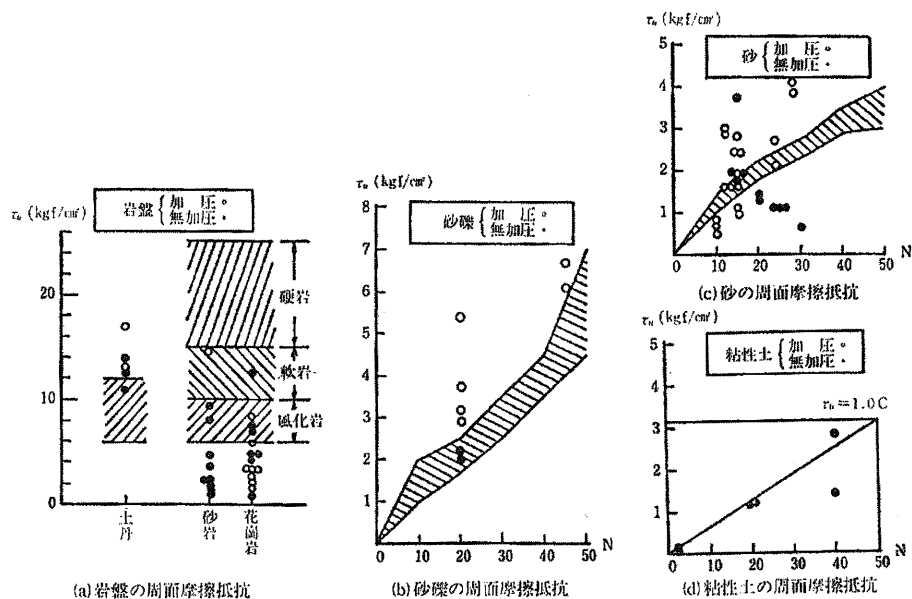 τu (kgf/cm²)
岩盤 { 加 圧 ○
無加圧 ・
20
10
0
硬岩
軟岩
風化岩
土丹
砂岩
花崗岩
(a)岩盤の周面摩擦抵抗
τu (kgf/cm²)
砂礫 { 加 圧 ○
無加圧 ・
8
7
6
5
4
3
2
1
0 10 20 30 40 50 N
(b)砂礫の周面摩擦抵抗
τu (kgf/cm²)
砂 { 加 圧 ○
無加圧 ・
5
4
3
2
1
0 10 20 30 40 50 N
(c)砂の周面摩擦抵抗
τu (kgf/cm²)
粘性土 { 加 圧 ○
無加圧 ・
5
4
3
2
1
τu=1.0C
0 10 20 30 40 50 N
(d)粘性土の周面摩擦抵抗